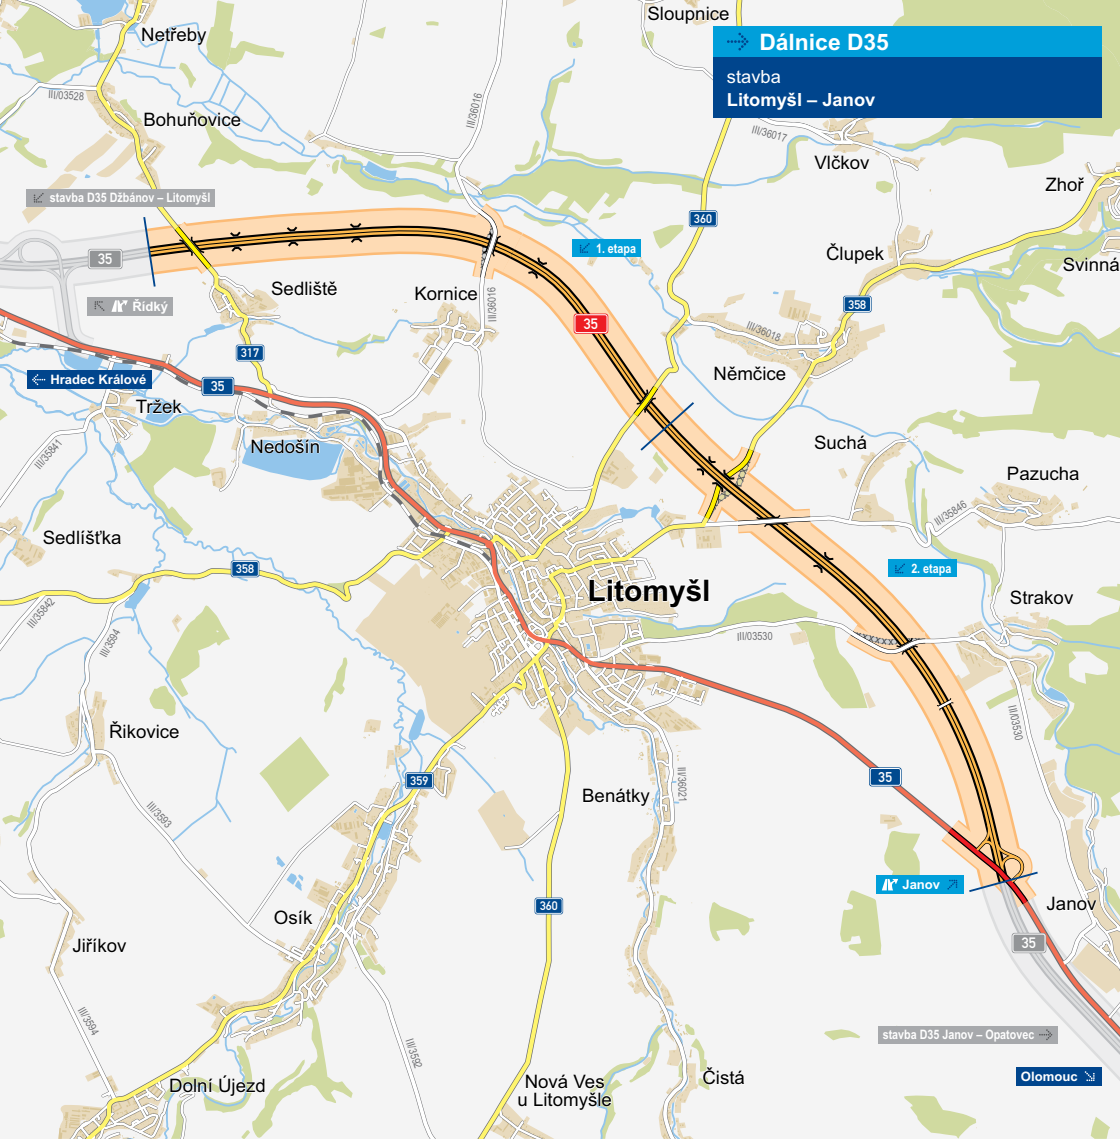 Sloupnice
Netřeby
Dálnice D35
stavba
Litomyšl – Janov
III/03528
III/36016
Bohuňovice
III/36017
Vlčkov
Zhoř
stavba D35 Džbánov – Litomyšl
360
35
1. etapa
Člupek
Svinná
Sedliště
Kornice
III/36016
358
Řídký
35
III/36018
317
Němčice
Hradec Králové
35
Tržek
Nedošín
Suchá
III/35841
Pazucha
III/35846
Sedlíšťka
358
2. etapa
Litomyšl
Strakov
III/35842
III/3594
III/03530
III/03530
Řikovice
359
35
III/36021
Benátky
III/3593
Janov
360
Janov
Osík
35
Jiříkov
III/3594
stavba D35 Janov – Opatovec
III/3592
Olomouc
Dolní Újezd
Nová Ves
u Litomyšle
Čistá